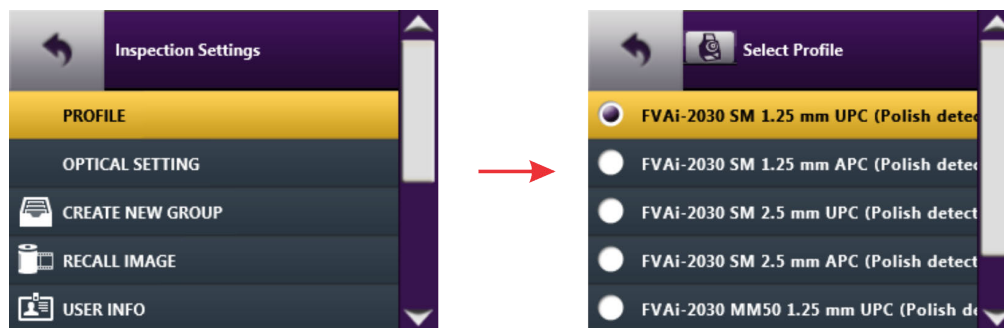 Inspection Settings
PROFILE
OPTICAL SETTING
CREATE NEW GROUP
RECALL IMAGE
USER INFO
Select Profile
FVAi-2030 SM 1.25 mm UPC (Polish detec
FVAi-2030 SM 1.25 mm APC (Polish detec
FVAi-2030 SM 2.5 mm UPC (Polish detect
FVAi-2030 SM 2.5 mm APC (Polish detect
FVAi-2030 MM50 1.25 mm UPC (Polish de